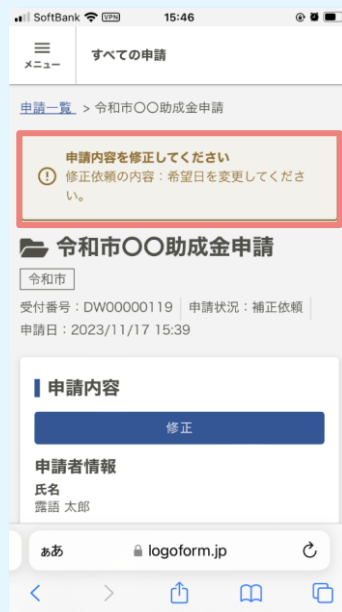 SoftBank VPN 15:46
メニュー
すべての申請
申請一覧 > 令和市〇〇助成金申請
申請内容を修正してください
修正依頼の内容：希望日を変更してくださ
い。
令和市〇〇助成金申請
令和市
受付番号：DW00000119 申請状況：補正依頼
申請日：2023/11/17 15:39
申請内容
修正
申請者情報
氏名
露語 太郎
ぁあ logoform.jp